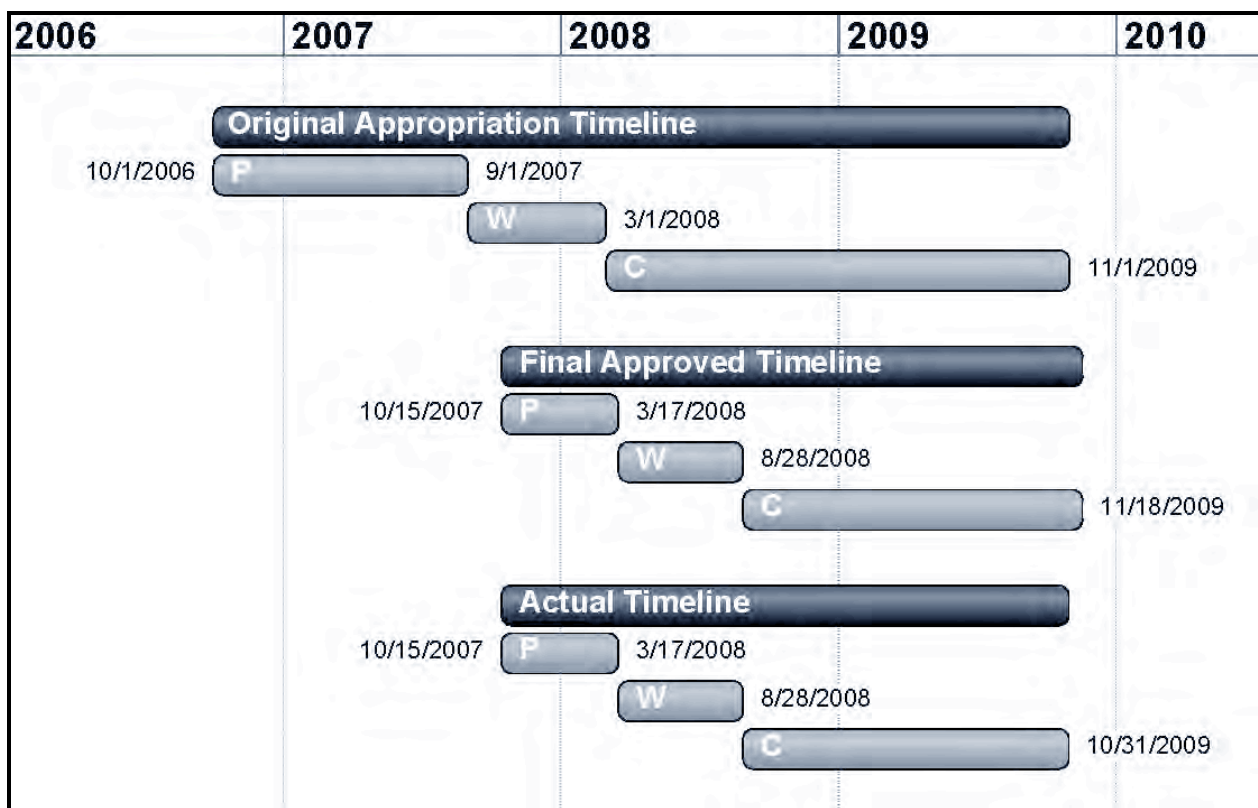 2006 2007 2008 2009 2010
Original Appropriation Timeline
10/1/2006 P 9/1/2007
W 3/1/2008
C 11/1/2009
Final Approved Timeline
10/15/2007 P 3/17/2008
W 8/28/2008
C 11/18/2009
Actual Timeline
10/15/2007 P 3/17/2008
W 8/28/2008
C 10/31/2009